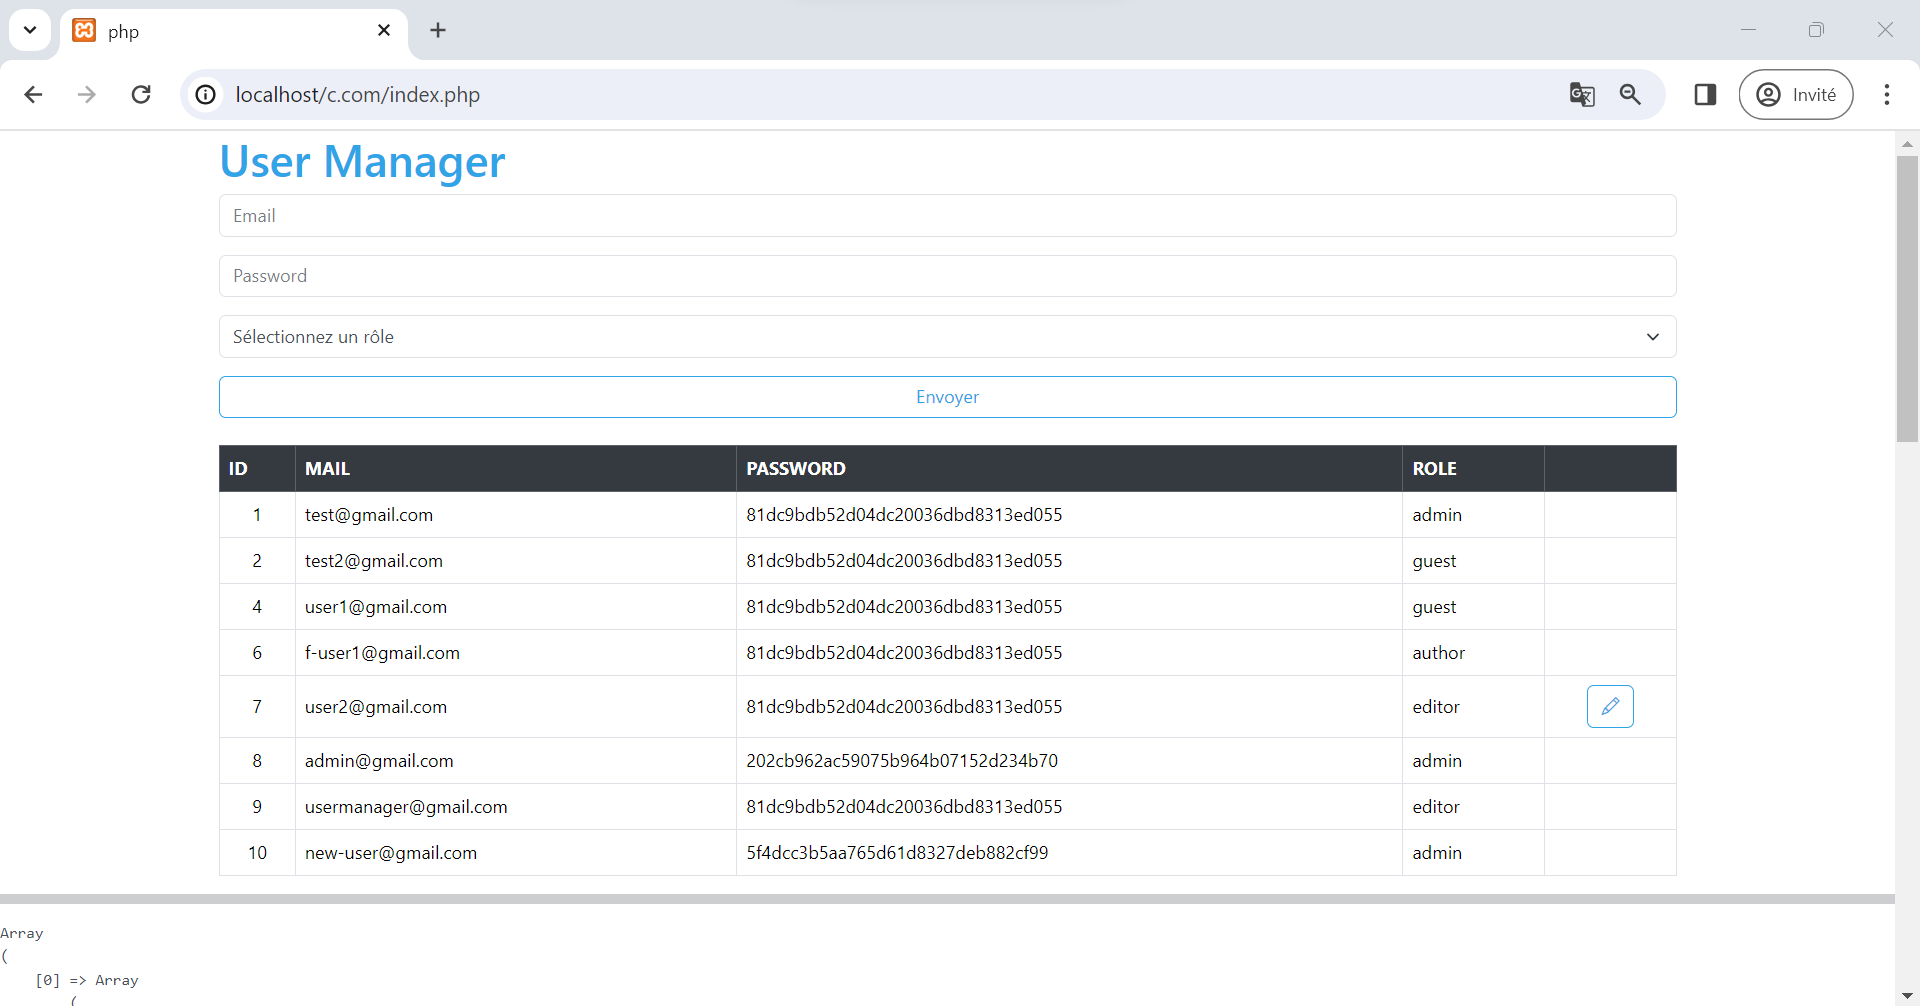 php
localhost/c.com/index.php
Invité
User Manager
Email
Password
Sélectionnez un rôle
Envoyer
ID MAIL PASSWORD ROLE
1 test@gmail.com 81dc9bdb52d04dc20036dbd8313ed055 admin
2 test2@gmail.com 81dc9bdb52d04dc20036dbd8313ed055 guest
4 user1@gmail.com 81dc9bdb52d04dc20036dbd8313ed055 guest
6 f-user1@gmail.com 81dc9bdb52d04dc20036dbd8313ed055 author
7 user2@gmail.com 81dc9bdb52d04dc20036dbd8313ed055 editor
8 admin@gmail.com 202cb962ac59075b964b07152d234b70 admin
9 usermanager@gmail.com 81dc9bdb52d04dc20036dbd8313ed055 editor
10 new-user@gmail.com 5f4dcc3b5aa765d61d8327deb882cf99 admin
Array
(
[0] => Array
(